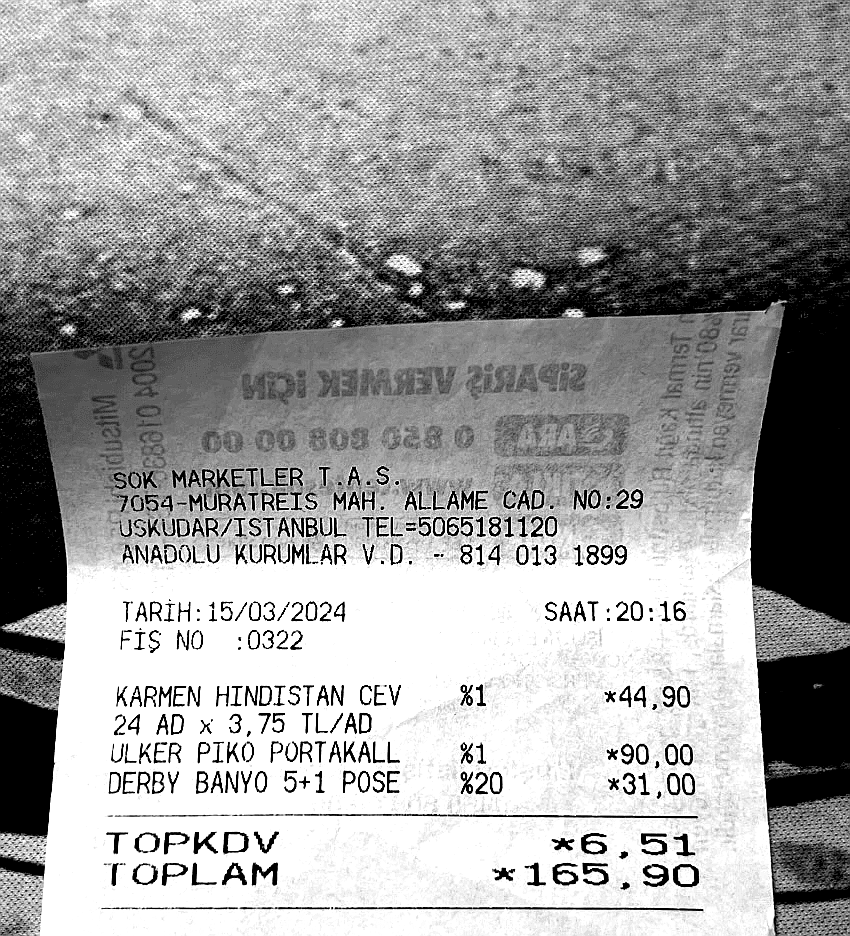 SİPARİŞ VERMEK İÇİN
ARA 0 850 808 00 00
SOK MARKETLER T.A.S.
7054-MURATREIS MAH. ALLAME CAD. NO:29
USKUDAR/ISTANBUL TEL=5065181120
ANADOLU KURUMLAR V.D. - 814 013 1899
TARİH:15/03/2024 SAAT:20:16
FİŞ NO :0322
KARMEN HINDISTAN CEV %1 *44,90
24 AD x 3,75 TL/AD
ULKER PIKO PORTAKALL %1 *90,00
DERBY BANYO 5+1 POSE %20 *31,00
TOPKDV *6,51
TOPLAM *165,90